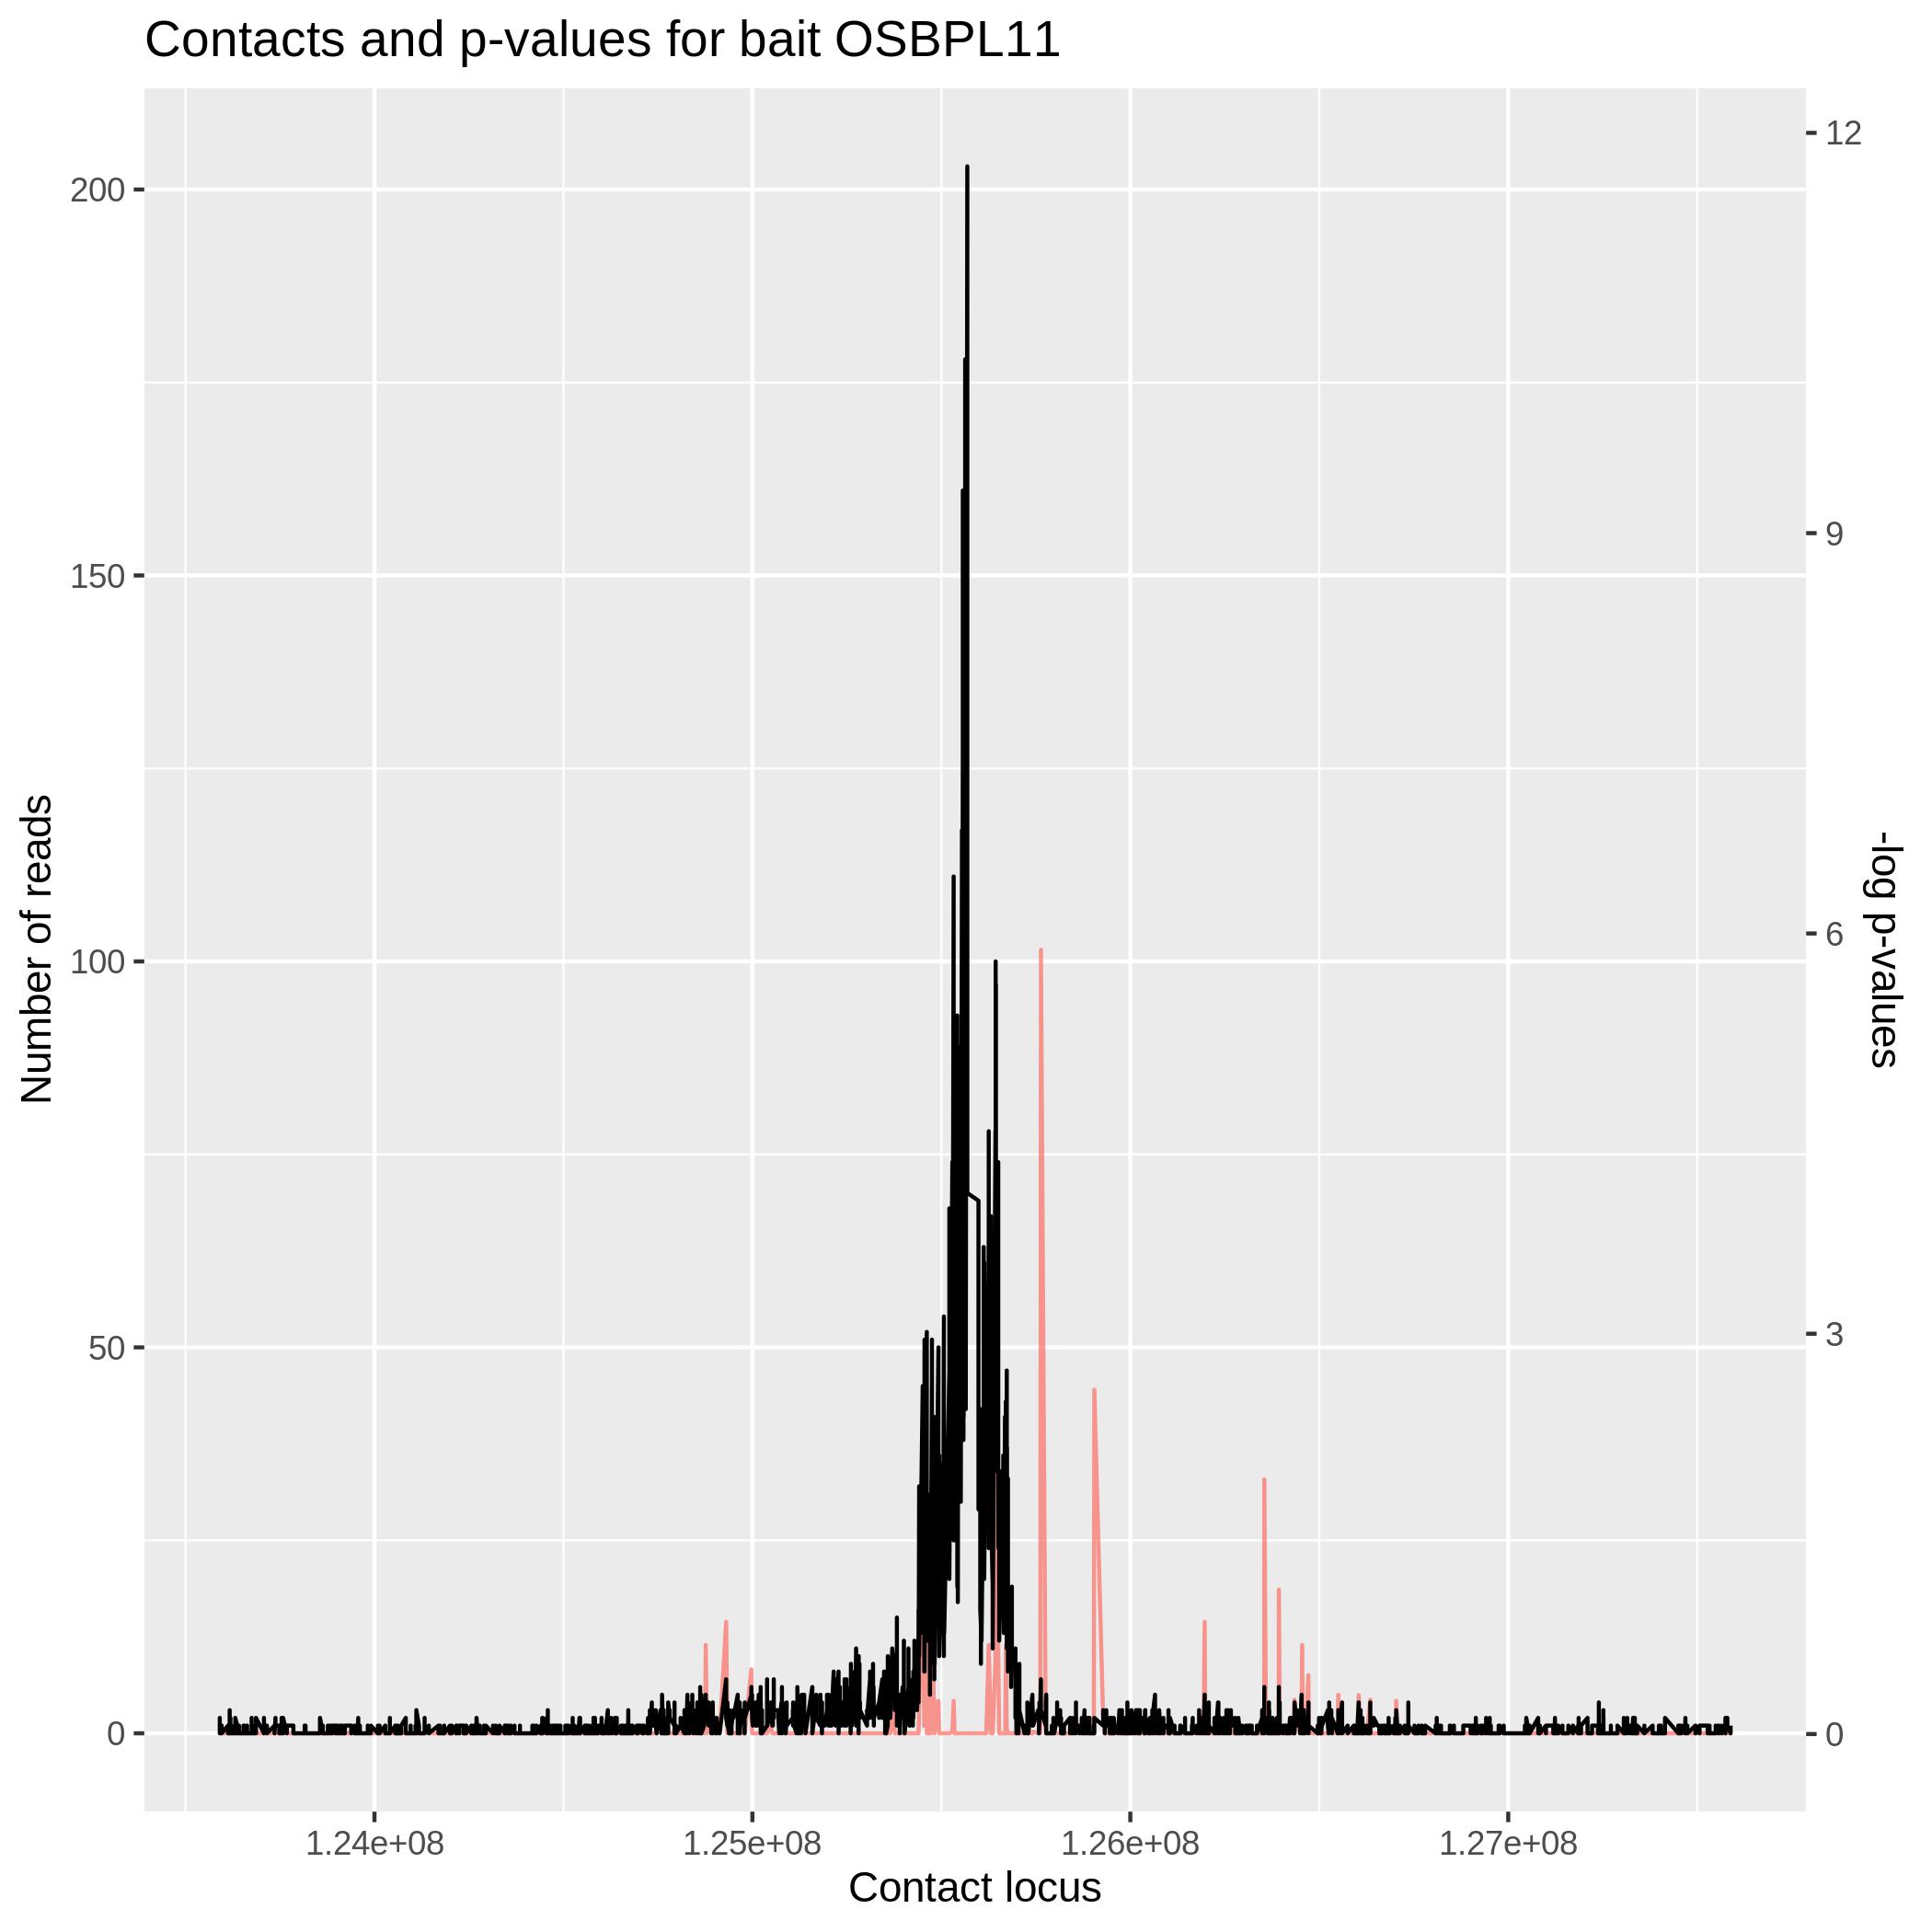 Contacts and p-values for bait OSBPL11
200
150
100
50
0
12
9
6
3
0
Number of reads
-log p-values
1.24e+08
1.25e+08
1.26e+08
1.27e+08
Contact locus